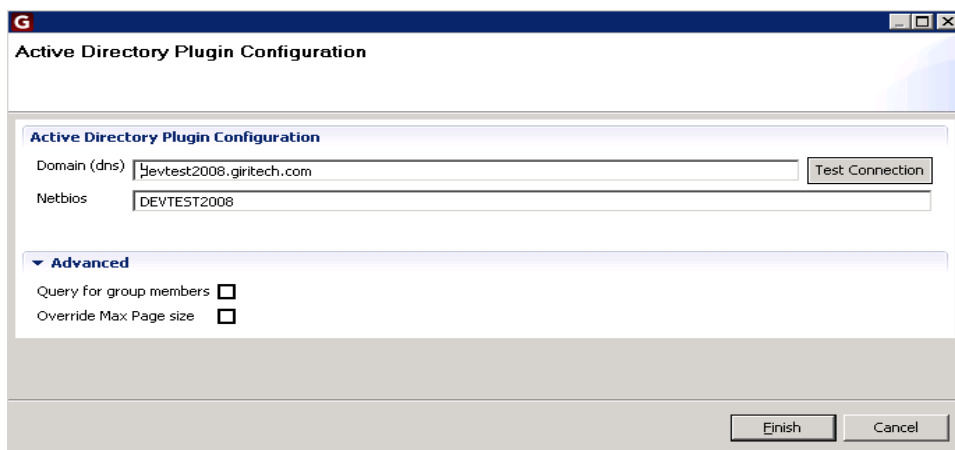 G
Active Directory Plugin Configuration
Active Directory Plugin Configuration
Domain (dns) devtest2008.giritech.com Test Connection
Netbios DEVTEST2008
Advanced
Query for group members
Override Max Page size
Finish Cancel